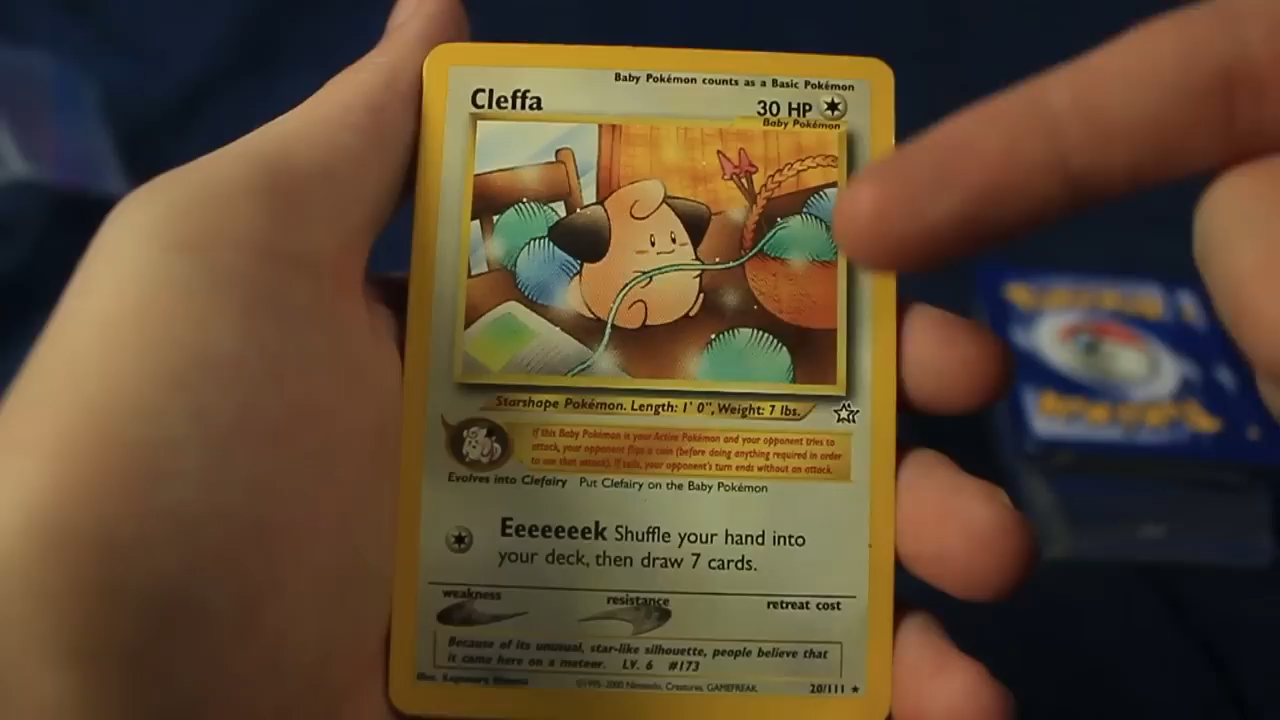 Baby Pokémon counts as a Basic Pokémon
Cleffa
30 HP
Baby Pokémon
Starshape Pokémon. Length: 1' 0", Weight: 7 lbs.
If this Baby Pokémon is your Active Pokémon and your opponent tries to
attack, your opponent flips a coin (before doing anything required in order
to use that attack). If tails, your opponent's turn ends without an attack.
Evolves into Clefairy Put Clefairy on the Baby Pokémon
Eeeeeeek Shuffle your hand into
your deck, then draw 7 cards.
weakness
resistance
retreat cost
Because of its unusual, star-like silhouette, people believe that
it came here on a meteor. LV. 6 #173
Illus.
©1995-2000 Nintendo, Creatures, GAMEFREAK.
20/111